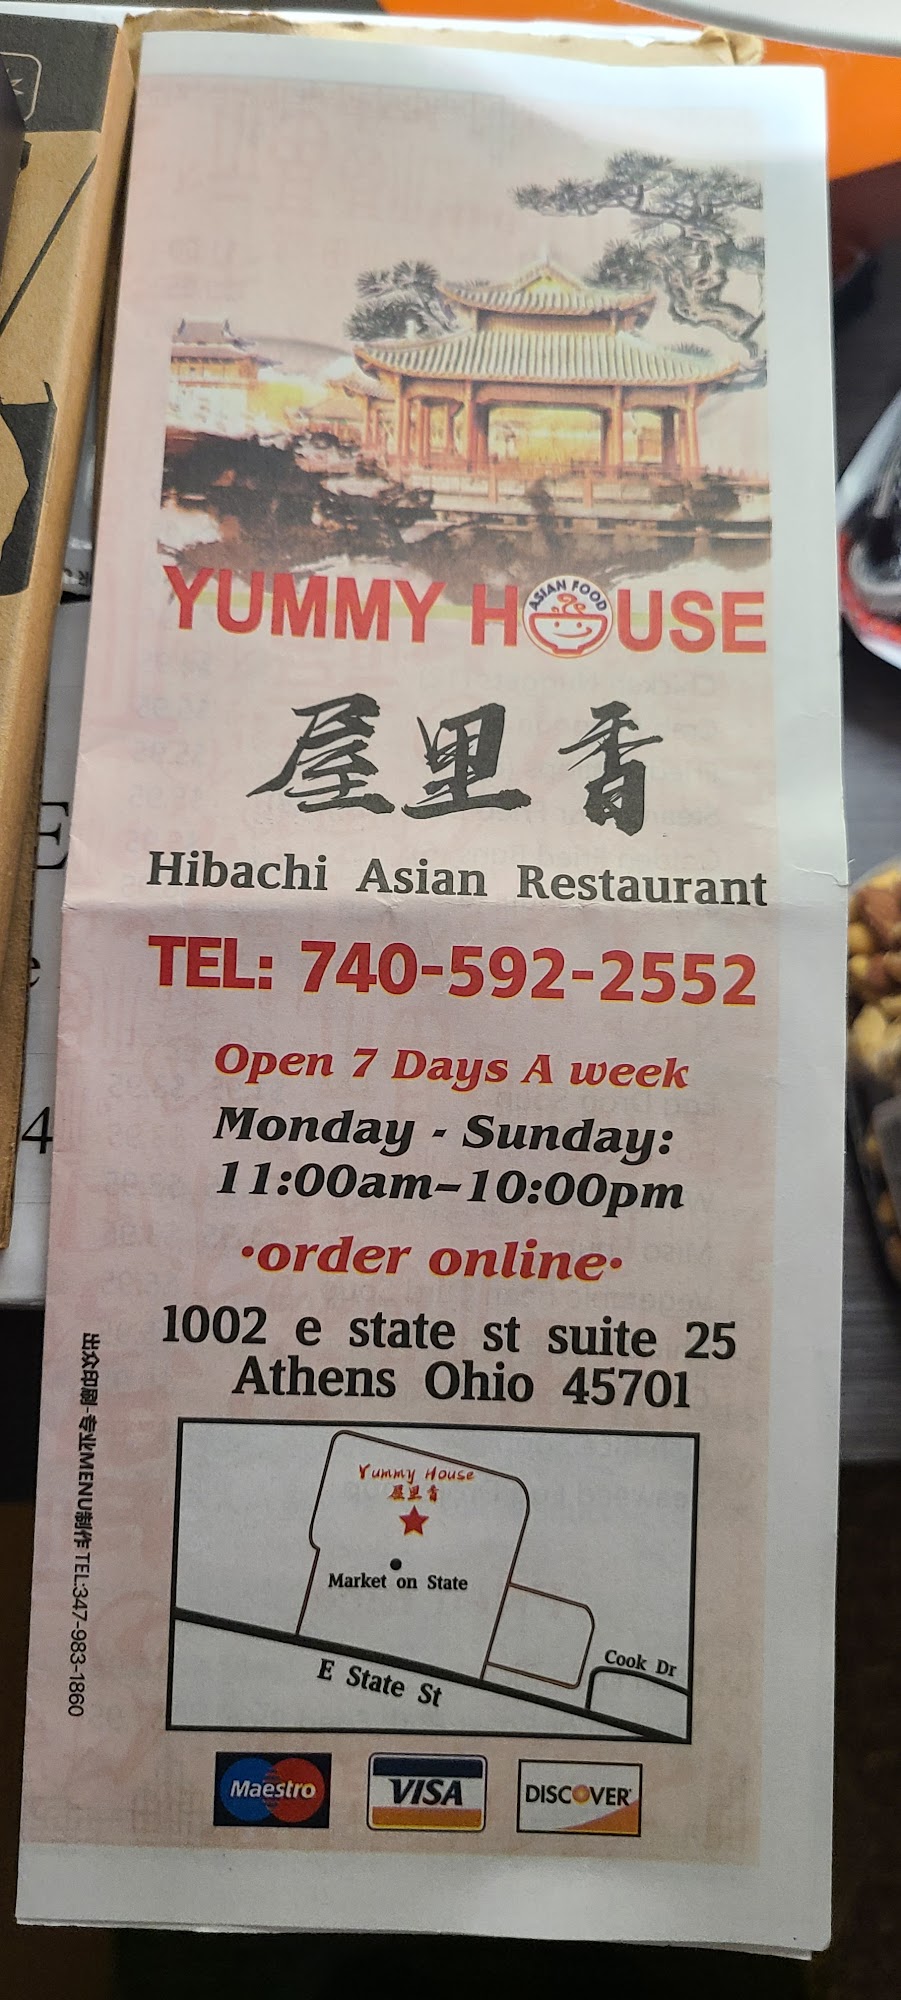 ASIAN FOOD
YUMMY HOUSE
屋里香
Hibachi Asian Restaurant
TEL: 740-592-2552
Open 7 Days A week
Monday - Sunday:
11:00am-10:00pm
·order online·
1002 e state st suite 25
Athens Ohio 45701
Yummy House
屋里香
Market on State
E State St
Cook Dr
Maestro
VISA
DISCOVER
出众印刷-专业MENU制作 TEL:347-983-1860
E
e
4